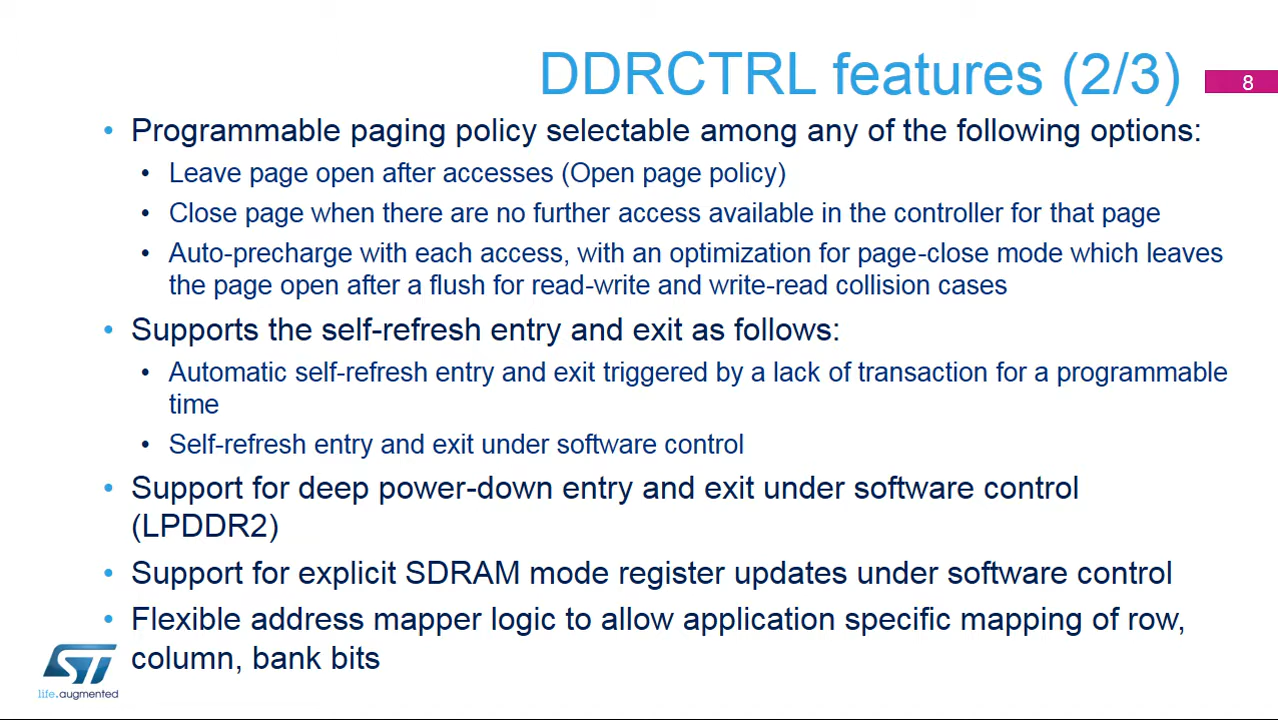 DDRCTRL features (2/3)
8
• Programmable paging policy selectable among any of the following options:
• Leave page open after accesses (Open page policy)
• Close page when there are no further access available in the controller for that page
• Auto-precharge with each access, with an optimization for page-close mode which leaves
the page open after a flush for read-write and write-read collision cases
• Supports the self-refresh entry and exit as follows:
• Automatic self-refresh entry and exit triggered by a lack of transaction for a programmable
time
• Self-refresh entry and exit under software control
• Support for deep power-down entry and exit under software control
(LPDDR2)
• Support for explicit SDRAM mode register updates under software control
• Flexible address mapper logic to allow application specific mapping of row,
column, bank bits
ST
life.augmented